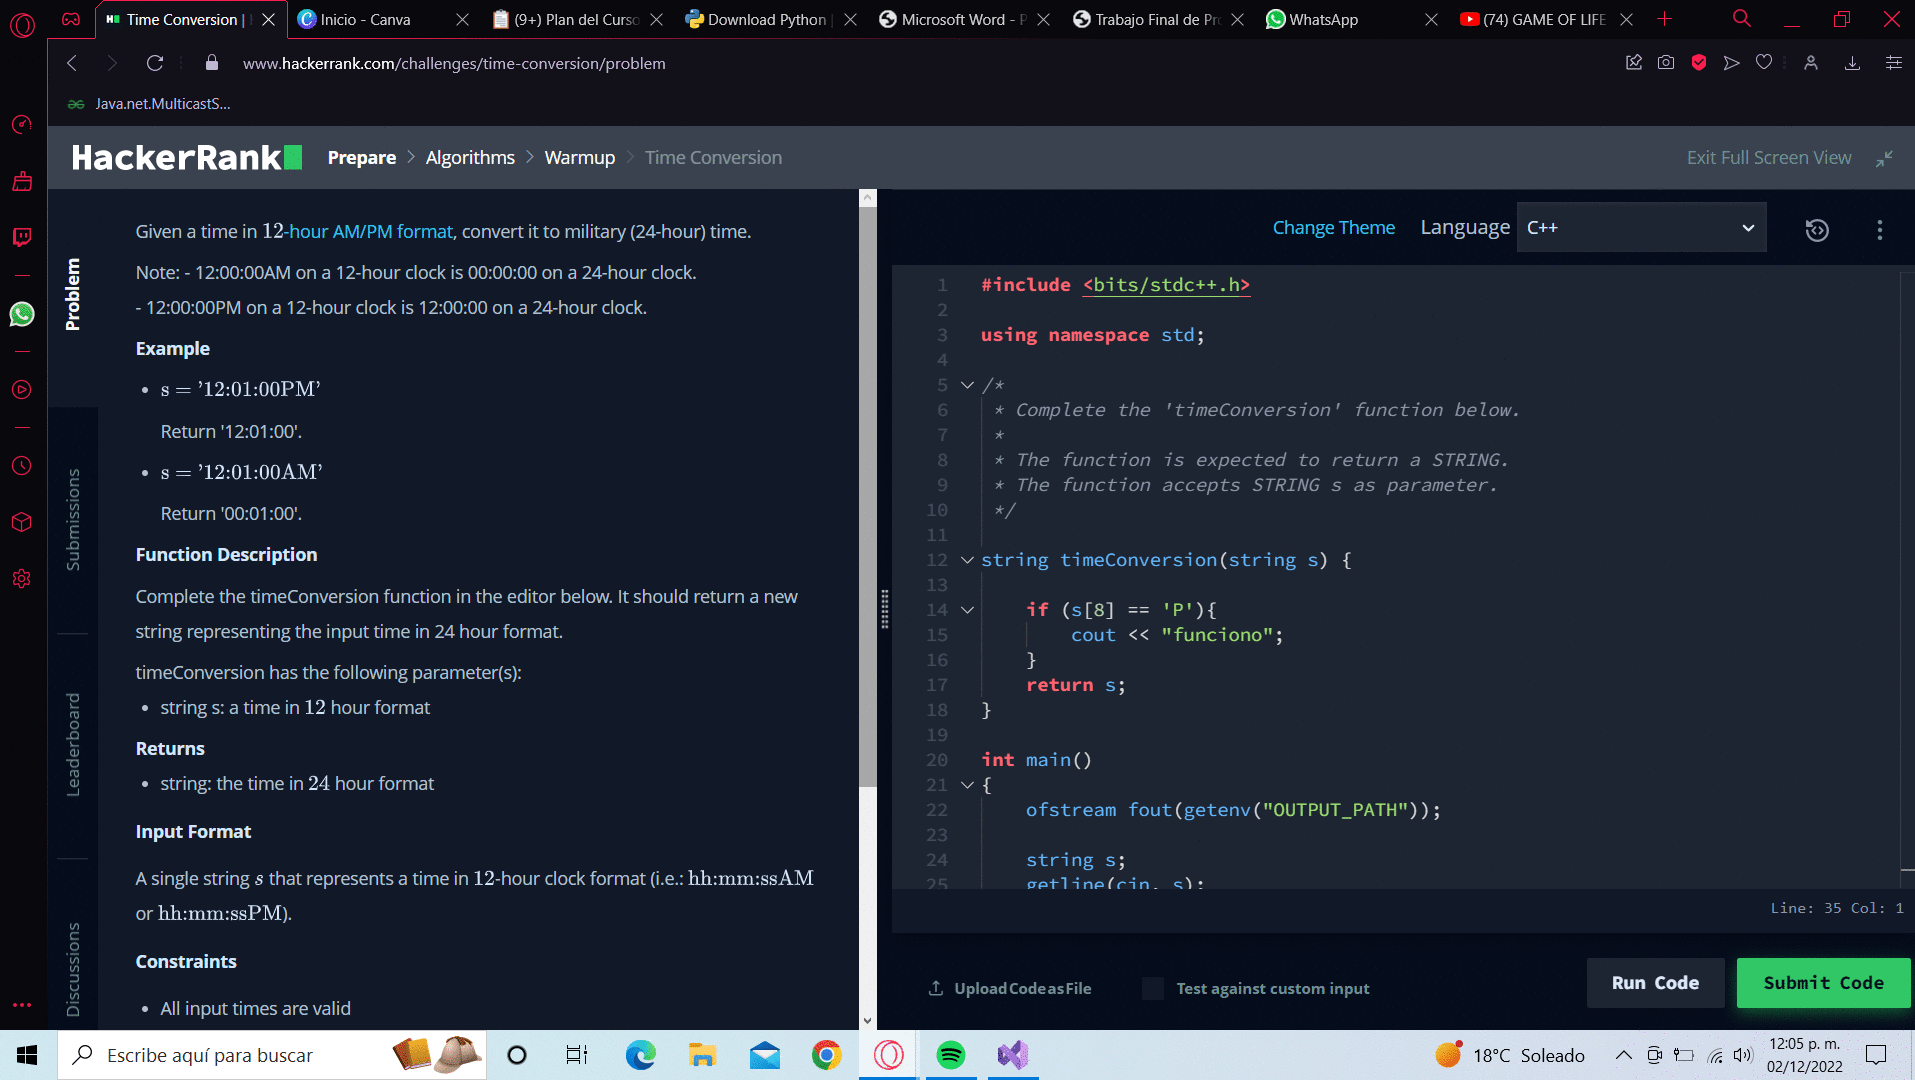 Time Conversion |
Inicio - Canva
(9+) Plan del Curso
Download Python |
Microsoft Word - P
Trabajo Final de Pro
WhatsApp
(74) GAME OF LIFE
www.hackerrank.com/challenges/time-conversion/problem
Java.net.MulticastS...
HackerRank
Prepare > Algorithms > Warmup > Time Conversion
Exit Full Screen View
Problem
Submissions
Leaderboard
Discussions
Given a time in 12-hour AM/PM format, convert it to military (24-hour) time.
Note: - 12:00:00AM on a 12-hour clock is 00:00:00 on a 24-hour clock.
- 12:00:00PM on a 12-hour clock is 12:00:00 on a 24-hour clock.
Example
• s = '12:01:00PM'
Return '12:01:00'.
• s = '12:01:00AM'
Return '00:01:00'.
Function Description
Complete the timeConversion function in the editor below. It should return a new
string representing the input time in 24 hour format.
timeConversion has the following parameter(s):
• string s: a time in 12 hour format
Returns
• string: the time in 24 hour format
Input Format
A single string s that represents a time in 12-hour clock format (i.e.: hh:mm:ssAM
or hh:mm:ssPM).
Constraints
• All input times are valid
Change Theme Language C++
1 #include <bits/stdc++.h>
2
3 using namespace std;
4
5 /*
6 * Complete the 'timeConversion' function below.
7 *
8 * The function is expected to return a STRING.
9 * The function accepts STRING s as parameter.
10 */
11
12 string timeConversion(string s) {
13
14 if (s[8] == 'P'){
15 cout << "funciono";
16 }
17 return s;
18 }
19
20 int main()
21 {
22 ofstream fout(getenv("OUTPUT_PATH"));
23
24 string s;
25 getline(cin, s);
Line: 35 Col: 1
Upload Code as File
Test against custom input
Run Code
Submit Code
Escribe aquí para buscar
18°C Soleado
12:05 p. m.
02/12/2022